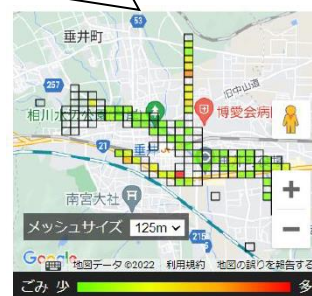 53
垂井町
257
旧中山道
相川水
博愛会病
21
垂井
南宮大社
メッシュサイズ 125m
215
+
−
Google
地図データ ©2022 利用規約 地図の誤りを報告する
ごみ 少 多